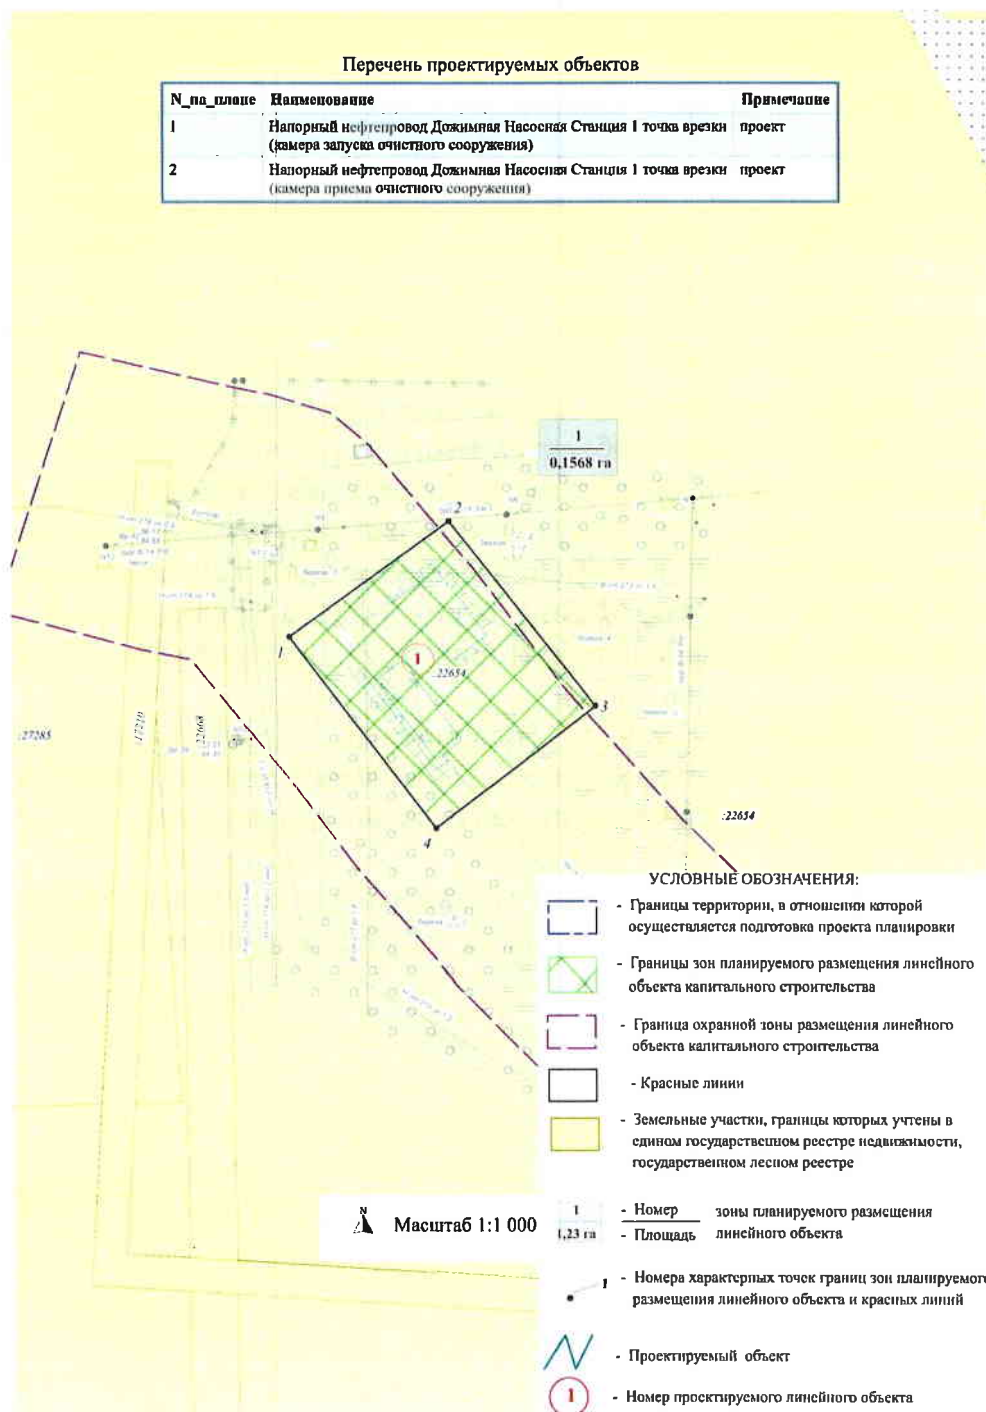 Перечень проектируемых объектов
N_па_плапе Наименование Примечание
1 Напорный нефтепровод Дожимная Насосная Станция 1 точка врезки проект
(камера запуска очистного сооружения)
2 Напорный нефтепровод Дожимная Насосная Станция 1 точка врезки проект
(камера приема очистного сооружения)
1
0,1568 га
2
1
1
:22654
3
:27285
:17210
:22668
4
:22654
УСЛОВНЫЕ ОБОЗНАЧЕНИЯ:
- Границы территории, в отношении которой
осуществляется подготовка проекта планировки
- Границы зон планируемого размещения линейного
объекта капитального строительства
- Граница охранной зоны размещения линейного
объекта капитального строительства
- Красные линии
- Земельные участки, границы которых учтены в
едином государственном реестре недвижимости,
государственном лесном реестре
N
Масштаб 1:1 000
1
1,23 га
- Номер
- Площадь
зоны планируемого размещения
линейного объекта
1
- Номера характерных точек границ зон планируемого
размещения линейного объекта и красных линий
- Проектируемый объект
1
- Номер проектируемого линейного объекта